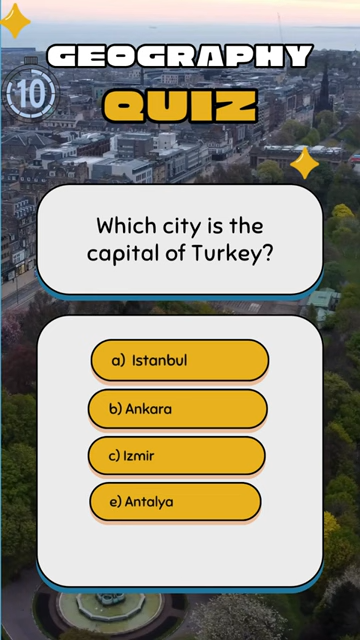 GEOGRAPHY
10
QUIZ
Which city is the
capital of Turkey?
a) Istanbul
b) Ankara
c) Izmir
e) Antalya